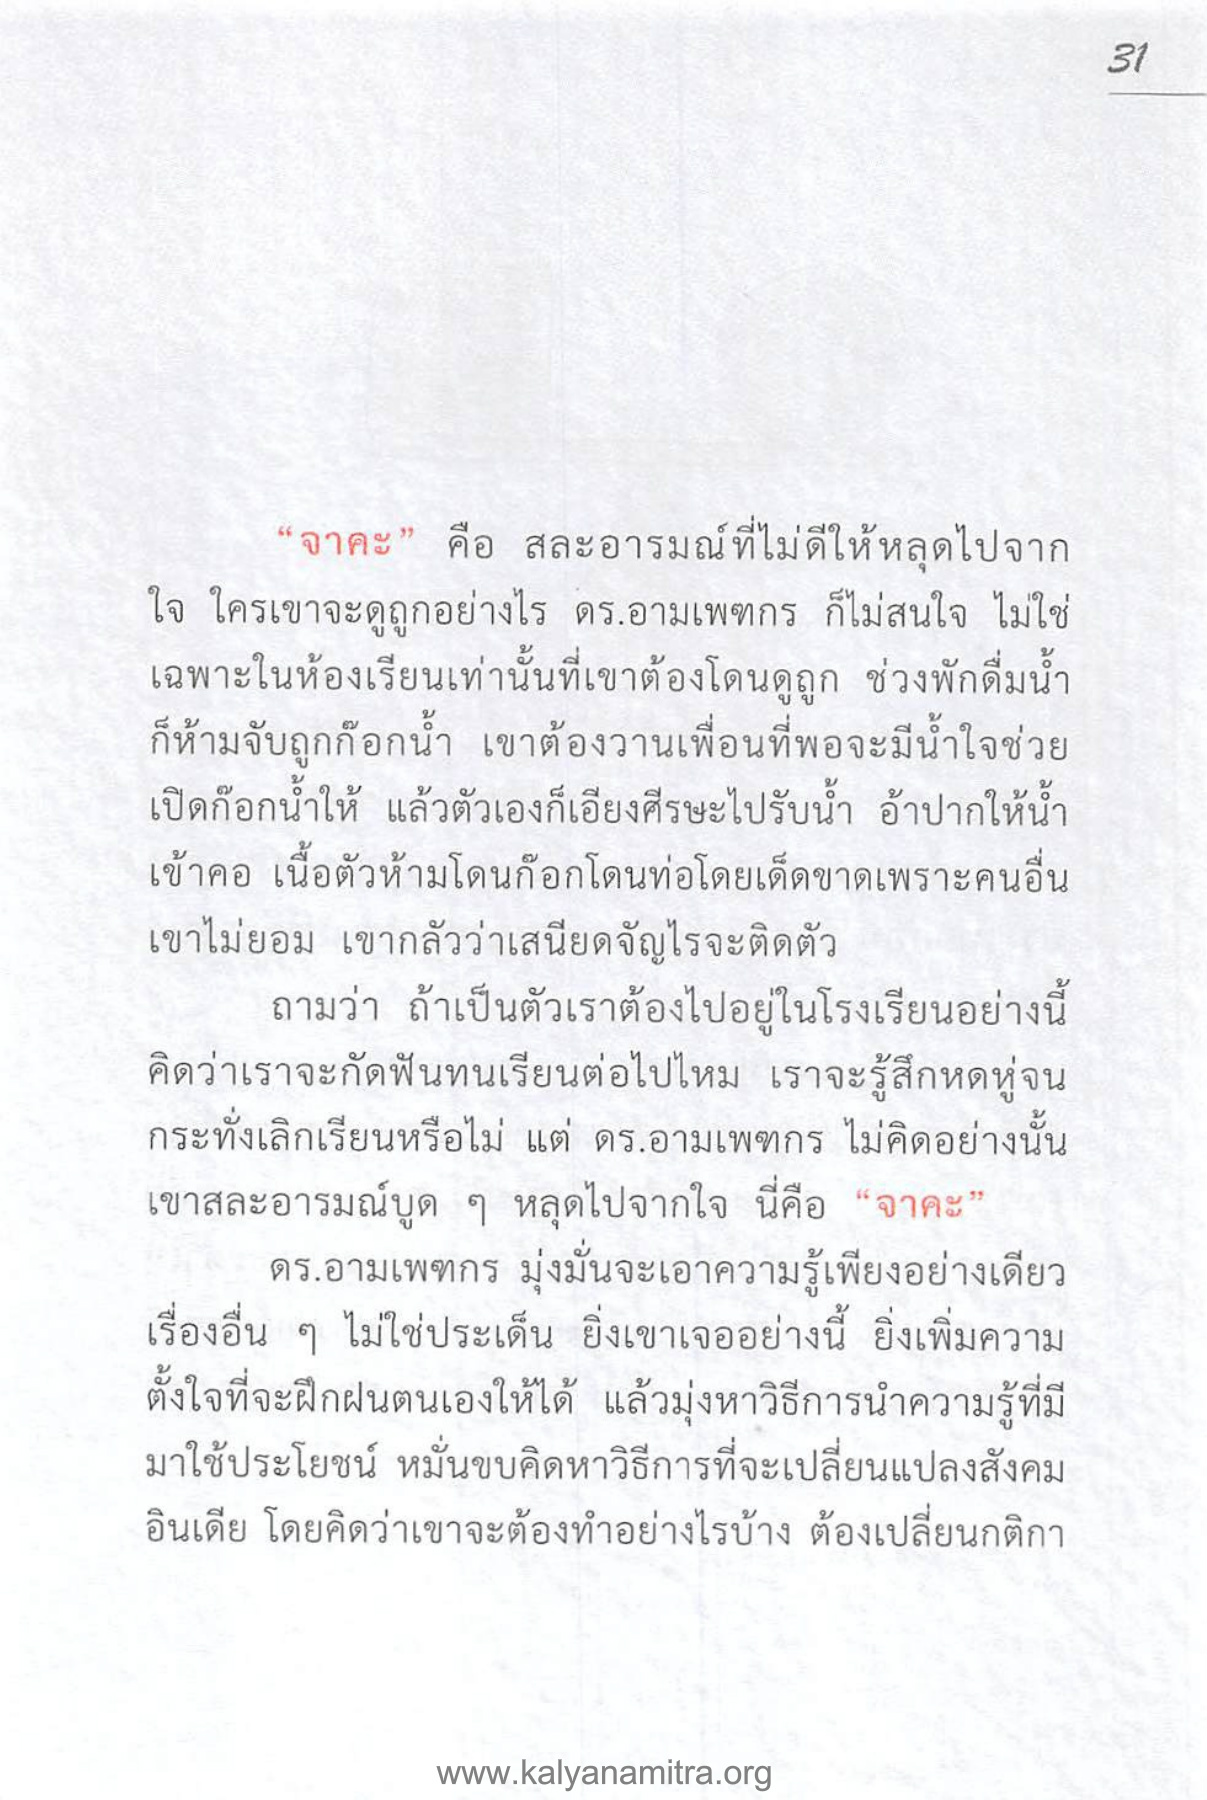 31
“จาคะ” คือ สละอารมณ์ที่ไม่ดีให้หลุดไปจาก
ใจ ใครเขาจะดูถูกอย่างไร ดร.อามเพฑกร ก็ไม่สนใจ ไม่ใช่
เฉพาะในห้องเรียนเท่านั้นที่เขาต้องโดนดูถูก ช่วงพักดื่มน้ำ
ก็ห้ามจับถูกก๊อกน้ำ เขาต้องวานเพื่อนที่พอจะมีน้ำใจช่วย
เปิดก๊อกน้ำให้ แล้วตัวเองก็เอียงศีรษะไปรับน้ำ อ้าปากให้น้ำ
เข้าคอ เนื้อตัวห้ามโดนก๊อกโดนท่อโดยเด็ดขาดเพราะคนอื่น
เขาไม่ยอม เขากลัวว่าเสนียดจัญไรจะติดตัว
ถามว่า ถ้าเป็นตัวเราต้องไปอยู่ในโรงเรียนอย่างนี้
คิดว่าเราจะกัดฟันทนเรียนต่อไปไหม เราจะรู้สึกหดหู่จน
กระทั่งเลิกเรียนหรือไม่ แต่ ดร.อามเพฑกร ไม่คิดอย่างนั้น
เขาสละอารมณ์บูด ๆ หลุดไปจากใจ นี่คือ “จาคะ”
ดร.อามเพฑกร มุ่งมั่นจะเอาความรู้เพียงอย่างเดียว
เรื่องอื่น ๆ ไม่ใช่ประเด็น ยิ่งเขาเจออย่างนี้ ยิ่งเพิ่มความ
ตั้งใจที่จะฝึกฝนตนเองให้ได้ แล้วมุ่งหาวิธีการนำความรู้ที่มี
มาใช้ประโยชน์ หมั่นขบคิดหาวิธีการที่จะเปลี่ยนแปลงสังคม
อินเดีย โดยคิดว่าเขาจะต้องทำอย่างไรบ้าง ต้องเปลี่ยนกติกา
www.kalyanamitra.org